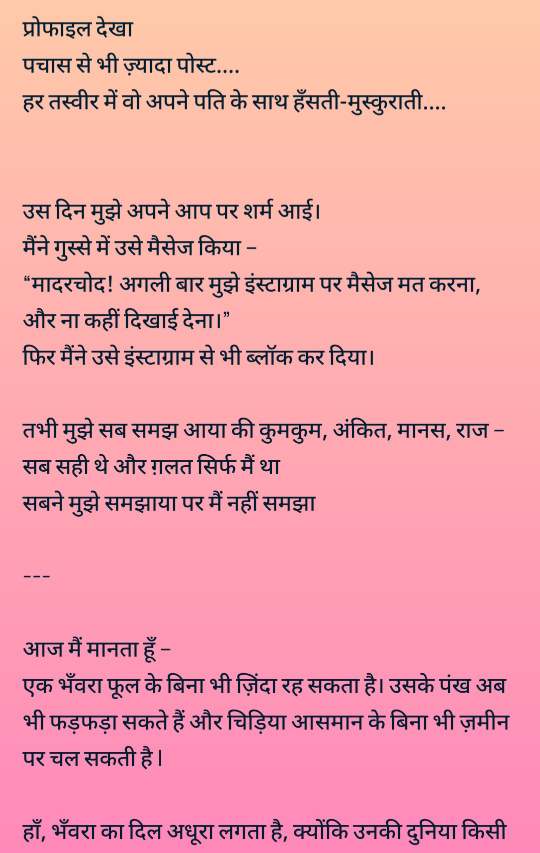 प्रोफाइल देखा
पचास से भी ज़्यादा पोस्ट....
हर तस्वीर में वो अपने पति के साथ हँसती-मुस्कुराती....
उस दिन मुझे अपने आप पर शर्म आई।
मैंने गुस्से में उसे मैसेज किया –
“मादरचोद! अगली बार मुझे इंस्टाग्राम पर मैसेज मत करना,
और ना कहीं दिखाई देना।”
फिर मैंने उसे इंस्टाग्राम से भी ब्लॉक कर दिया।
तभी मुझे सब समझ आया की कुमकुम, अंकित, मानस, राज –
सब सही थे और ग़लत सिर्फ मैं था
सबने मुझे समझाया पर मैं नहीं समझा
---
आज मैं मानता हूँ –
एक भँवरा फूल के बिना भी ज़िंदा रह सकता है। उसके पंख अब
भी फड़फड़ा सकते हैं और चिड़िया आसमान के बिना भी ज़मीन
पर चल सकती है।
हाँ, भँवरा का दिल अधूरा लगता है, क्योंकि उनकी दुनिया किसी